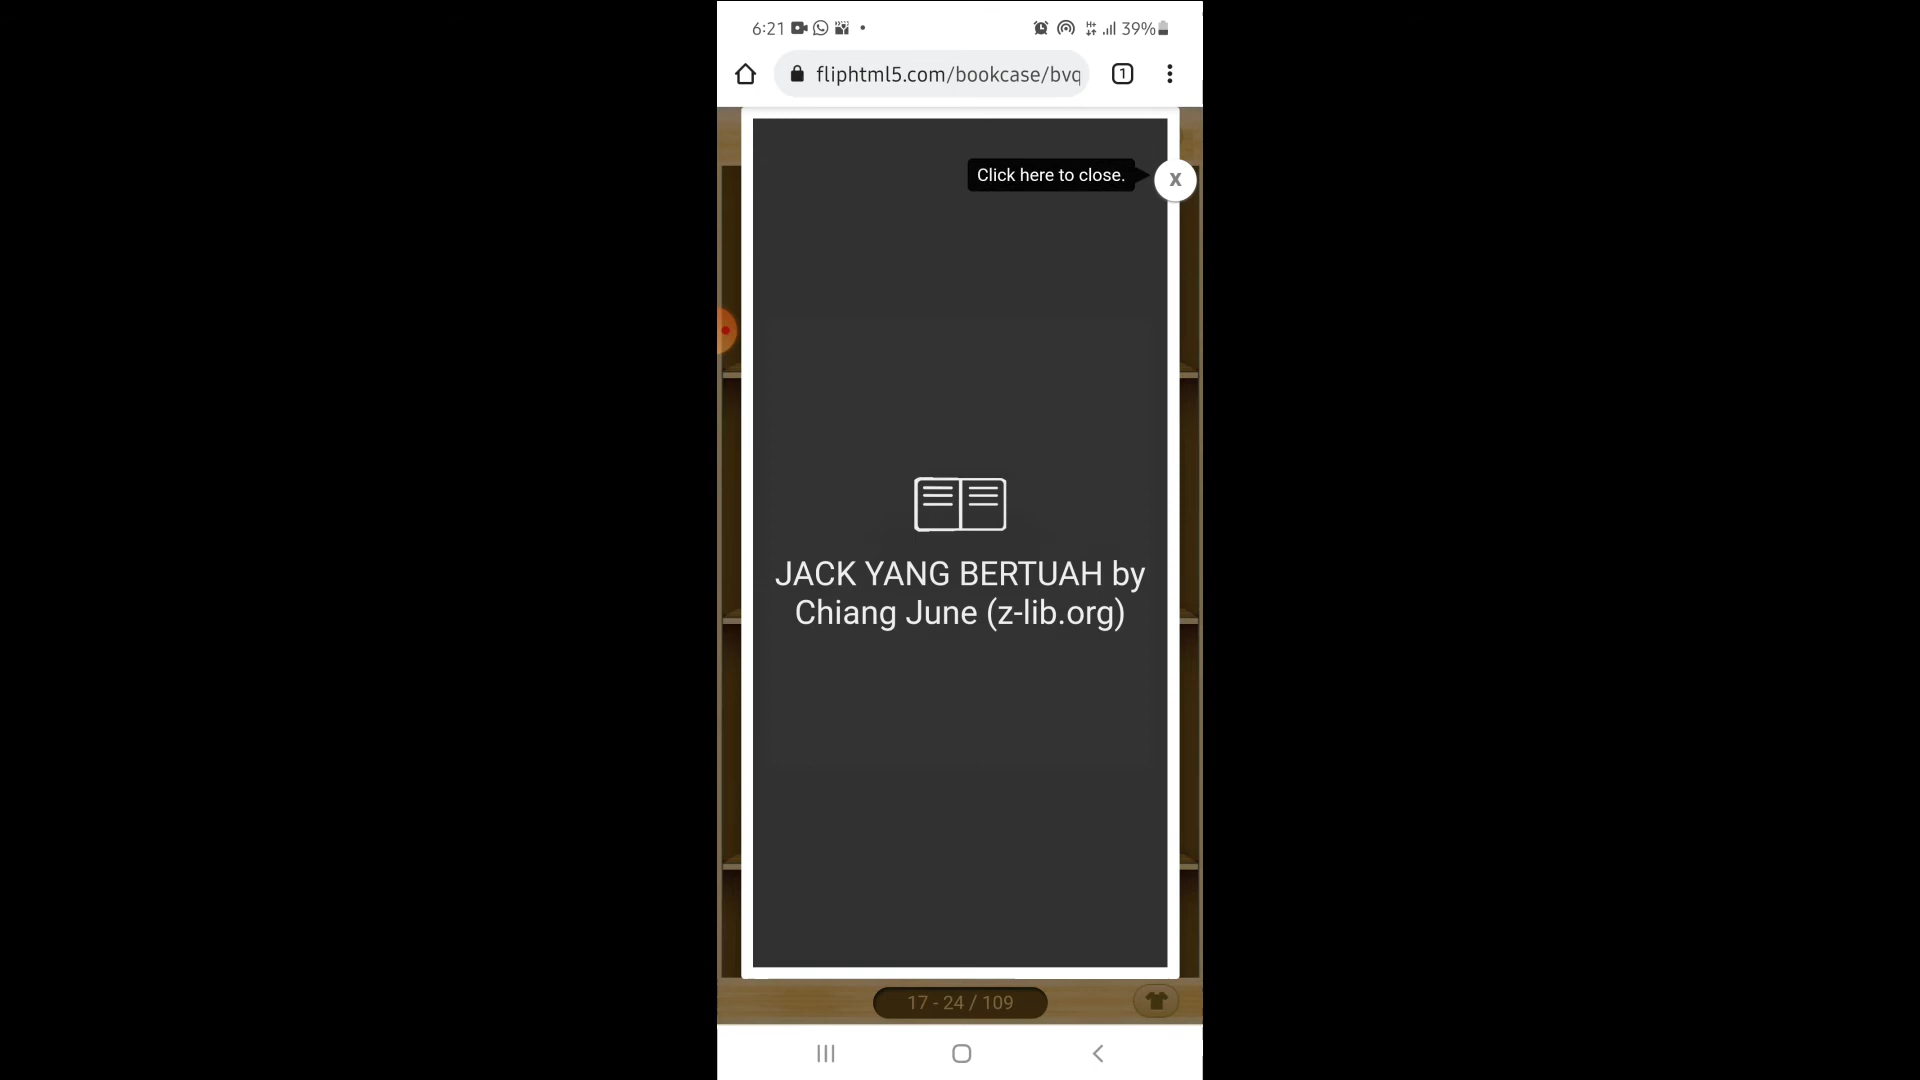 6:21
39%
fliphtml5.com/bookcase/bvq
1
Click here to close.
X
JACK YANG BERTUAH by
Chiang June (z-lib.org)
17 - 24 / 109